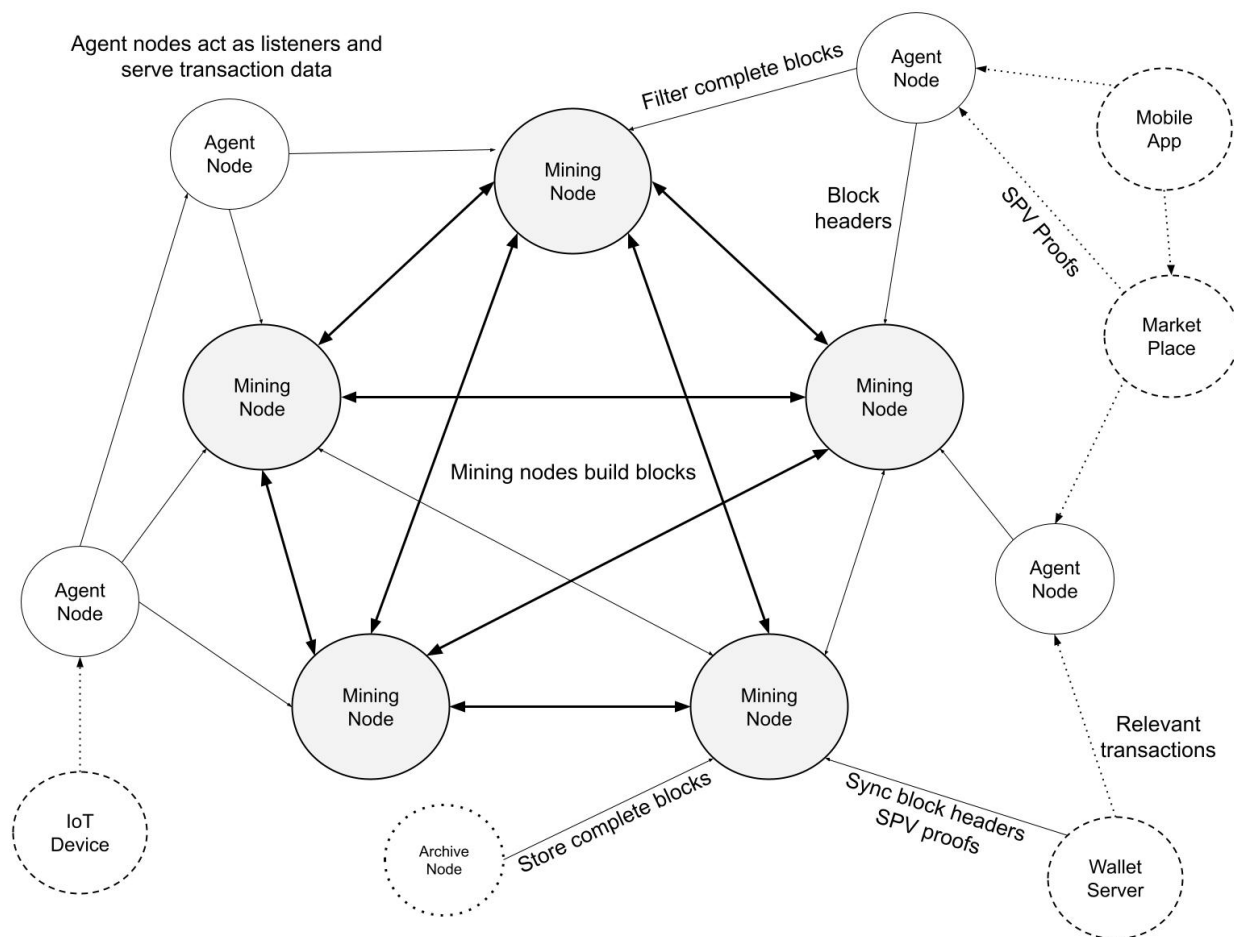 Agent nodes act as listeners and
serve transaction data
Agent
Node
Filter complete blocks
Agent
Node
Mobile
App
Mining
Node
Block
headers
SPV Proofs
Market
Place
Mining
Node
Mining
Node
Mining nodes build blocks
Agent
Node
Agent
Node
Mining
Node
Mining
Node
Relevant
transactions
IoT
Device
Archive
Node
Store complete blocks
Sync block headers
SPV proofs
Wallet
Server